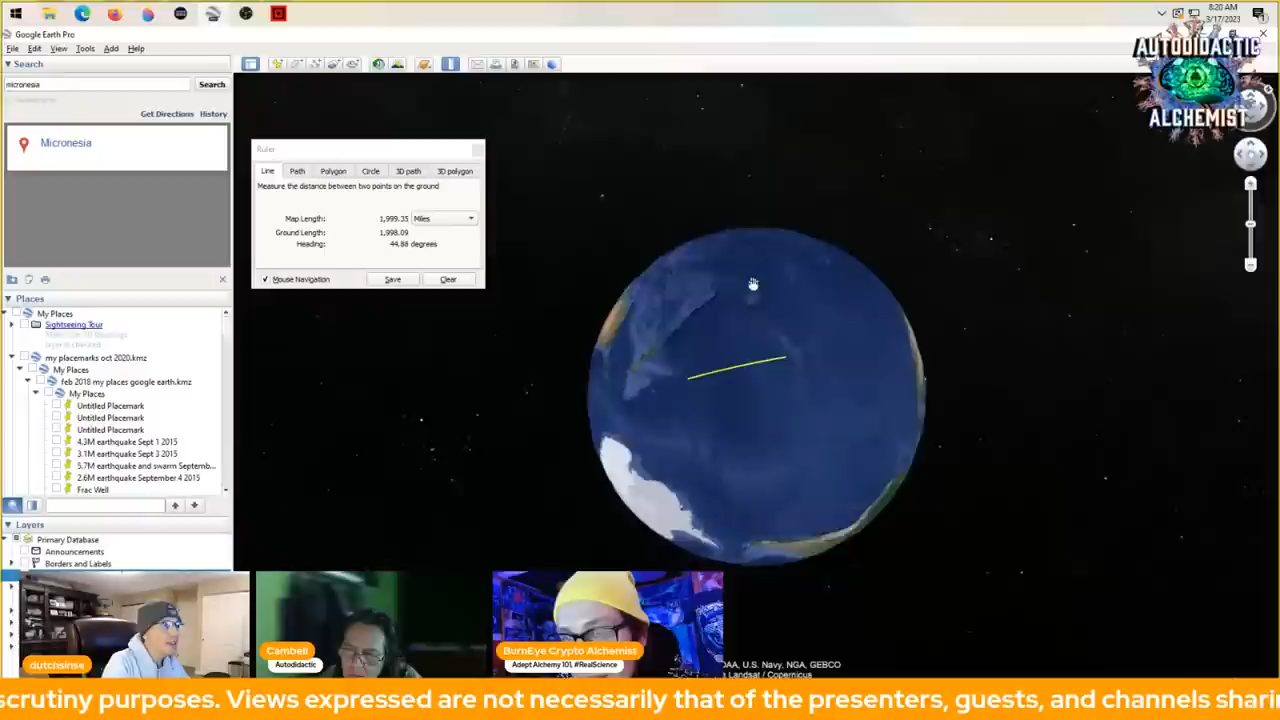 8:20 AM
3/17/2023
Google Earth Pro
File Edit View Tools Add Help
Search
micronesia
Search
Get Directions History
Micronesia
Ruler
Line Path Polygon Circle 3D path 3D polygon
Measure the distance between two points on the ground
Map Length: 1,999.35 Miles
Ground Length: 1,998.09
Heading: 44.88 degrees
Mouse Navigation Save Clear
Places
My Places
Sightseeing Tour
layer is checked
my placemarks oct 2020.kmz
My Places
feb 2018 my places google earth.kmz
My Places
Untitled Placemark
Untitled Placemark
Untitled Placemark
4.3M earthquake Sept 1 2015
3.1M earthquake Sept 3 2015
5.7M earthquake and swarm Septemb...
2.6M earthquake September 4 2015
Frac Well
Layers
Primary Database
Announcements
Borders and Labels
AUTODIDACTIC
ALCHEMIST
dutchsinse
Cambell
Autodidactic
BurnEye Crypto Alchemist
Adept Alchemy 101, #RealScience
AA, U.S. Navy, NGA, GEBCO
Landsat / Copernicus
scrutiny purposes. Views expressed are not necessarily that of the presenters, guests, and channels shari